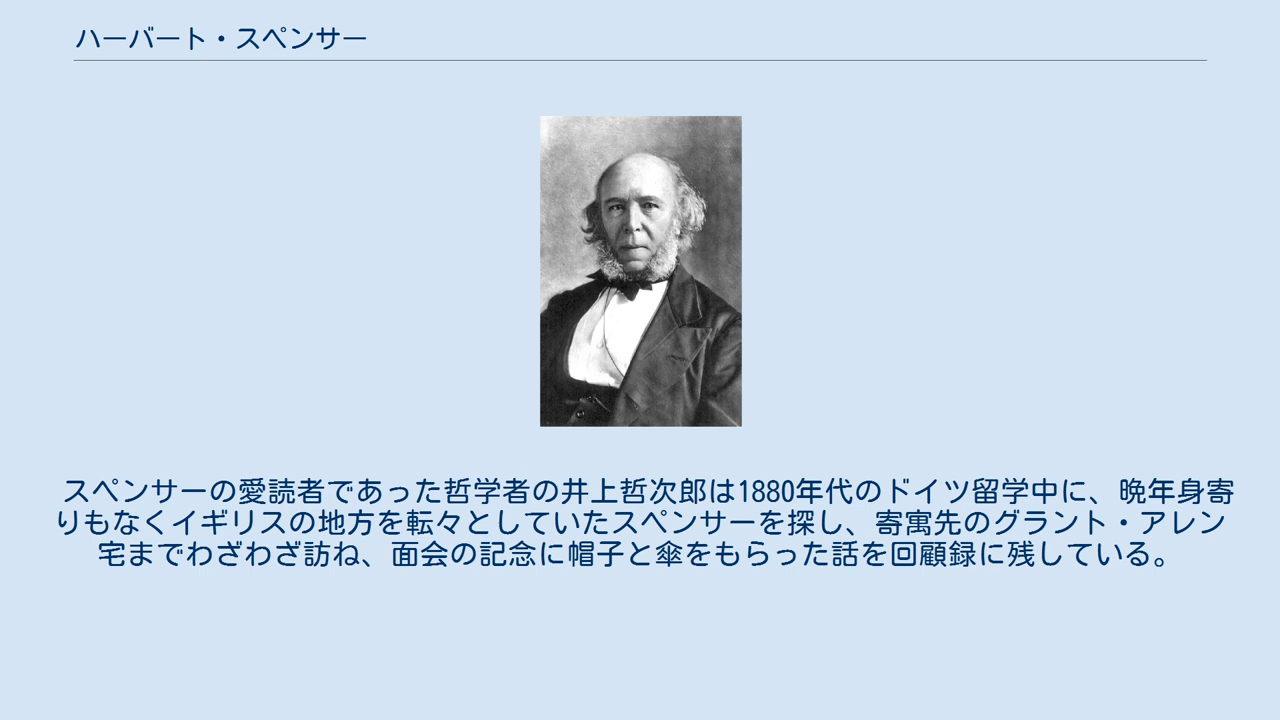 ハーバート・スペンサー
スペンサーの愛読者であった哲学者の井上哲次郎は1880年代のドイツ留学中に、晩年身寄
りもなくイギリスの地方を転々としていたスペンサーを探し、寄寓先のグラント・アレン
宅までわざわざ訪ね、面会の記念に帽子と傘をもらった話を回顧録に残している。